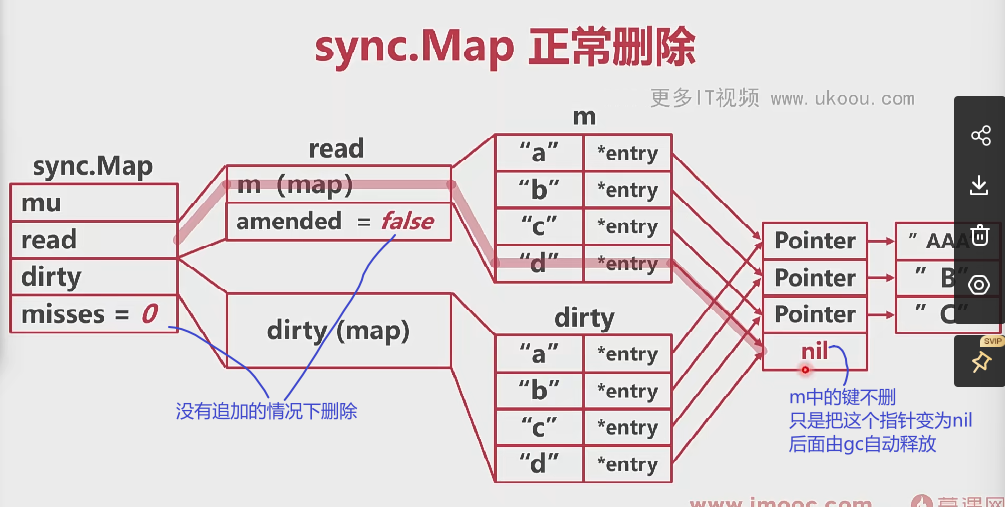 sync.Map 正常删除
更多IT视频 www.ukoou.com
sync.Map
mu
read
dirty
misses = 0
read
m (map)
amended = false
dirty (map)
m
“a” *entry
“b” *entry
“c” *entry
“d” *entry
dirty
“a” *entry
“b” *entry
“c” *entry
“d” *entry
Pointer
Pointer
Pointer
nil
” AAA
” B
” C
SVIP
没有追加的情况下删除
m中的键不删
只是把这个指针变为nil
后面由gc自动释放
www.imooc.com 慕课网